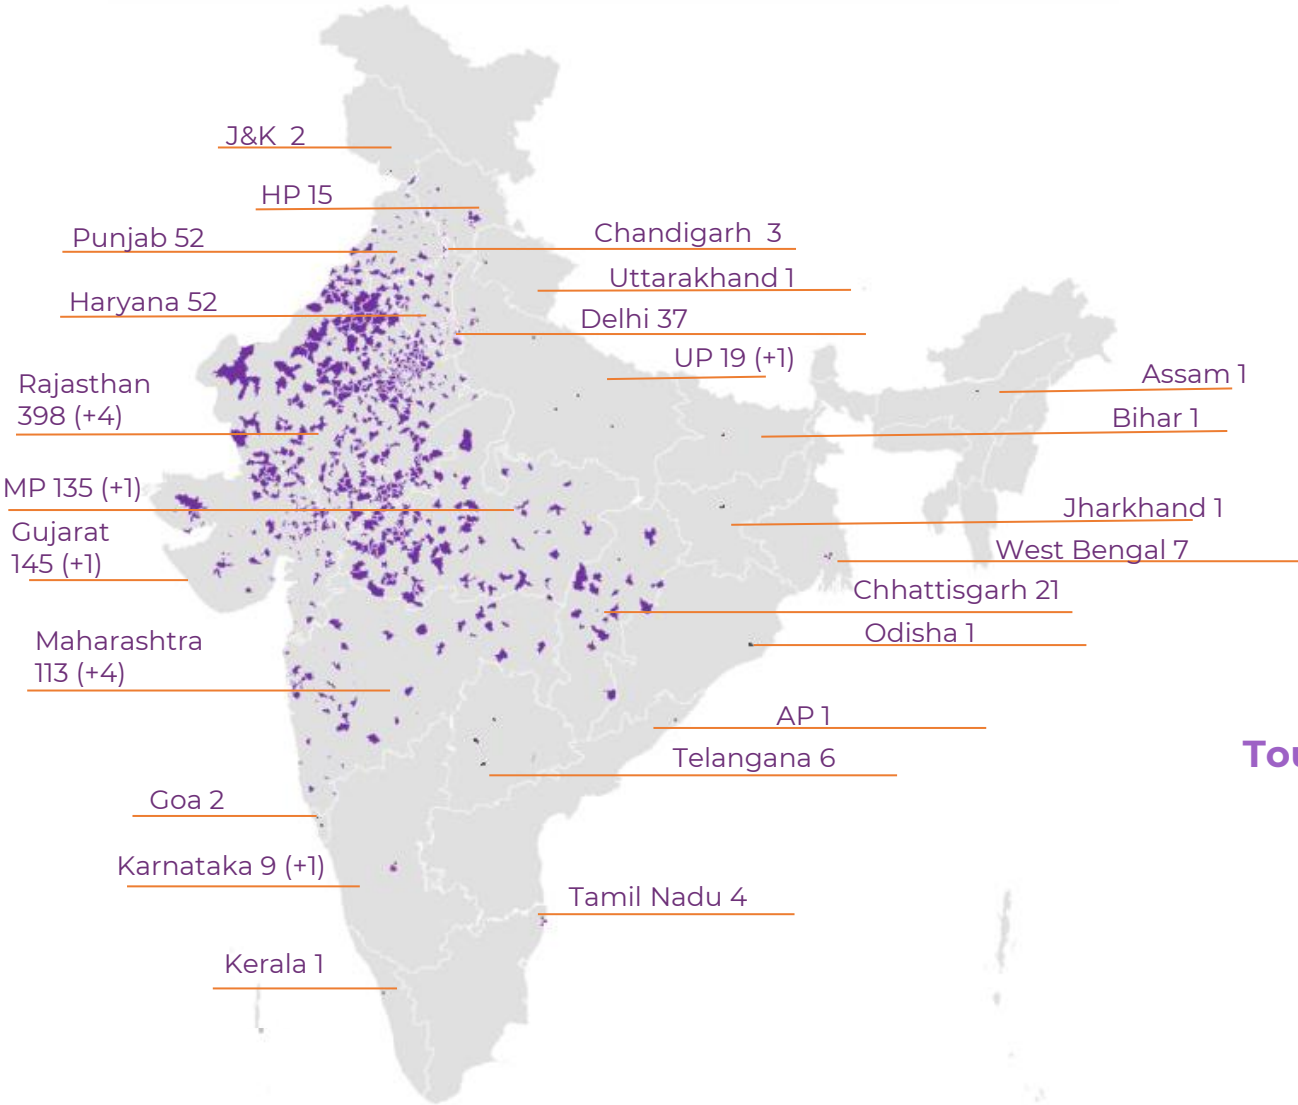 J&K 2
HP 15
Punjab 52
Chandigarh 3
Uttarakhand 1
Haryana 52
Delhi 37
UP 19 (+1)
Rajasthan
398 (+4)
Assam 1
Bihar 1
MP 135 (+1)
Jharkhand 1
Gujarat
145 (+1)
West Bengal 7
Chhattisgarh 21
Odisha 1
Maharashtra
113 (+4)
AP 1
Telangana 6
Tou
Goa 2
Karnataka 9 (+1)
Tamil Nadu 4
Kerala 1